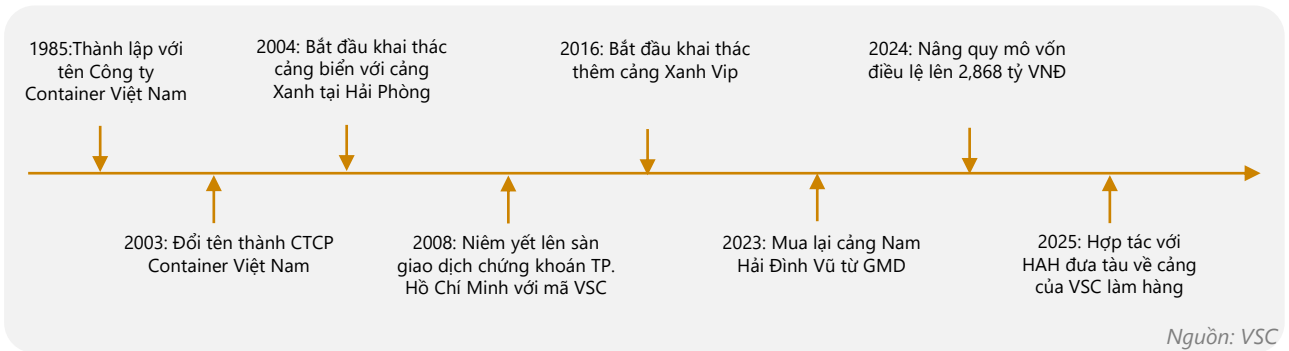 1985:Thành lập với
tên Công ty
Container Việt Nam
2003: Đổi tên thành CTCP
Container Việt Nam
2004: Bắt đầu khai thác
cảng biển với cảng
Xanh tại Hải Phòng
2008: Niêm yết lên sàn
giao dịch chứng khoán TP.
Hồ Chí Minh với mã VSC
2016: Bắt đầu khai thác
thêm cảng Xanh Vip
2023: Mua lại cảng Nam
Hải Đình Vũ từ GMD
2024: Nâng quy mô vốn
điều lệ lên 2,868 tỷ VNĐ
2025: Hợp tác với
HAH đưa tàu về cảng
của VSC làm hàng
Nguồn: VSC